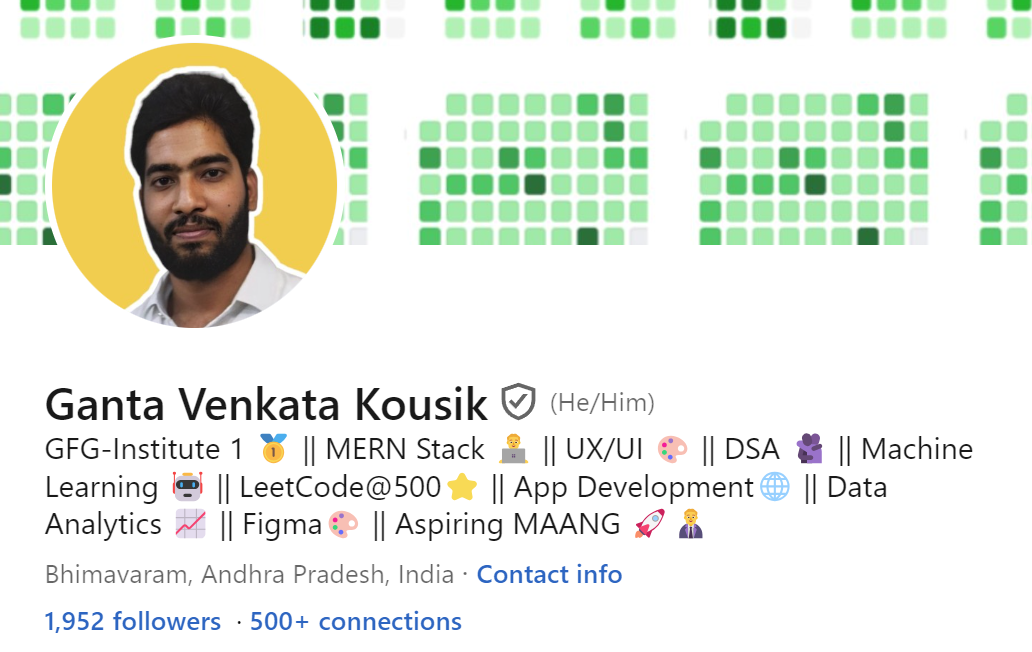 Ganta Venkata Kousik (He/Him)
GFG-Institute 1 🥇 || MERN Stack 👨‍💻 || UX/UI 🎨 || DSA 🫂 || Machine
Learning 🤖 || LeetCode@500⭐ || App Development🌐 || Data
Analytics 📈 || Figma🎨 || Aspiring MAANG 🚀 👨‍💼
Bhimavaram, Andhra Pradesh, India · Contact info
1,952 followers · 500+ connections